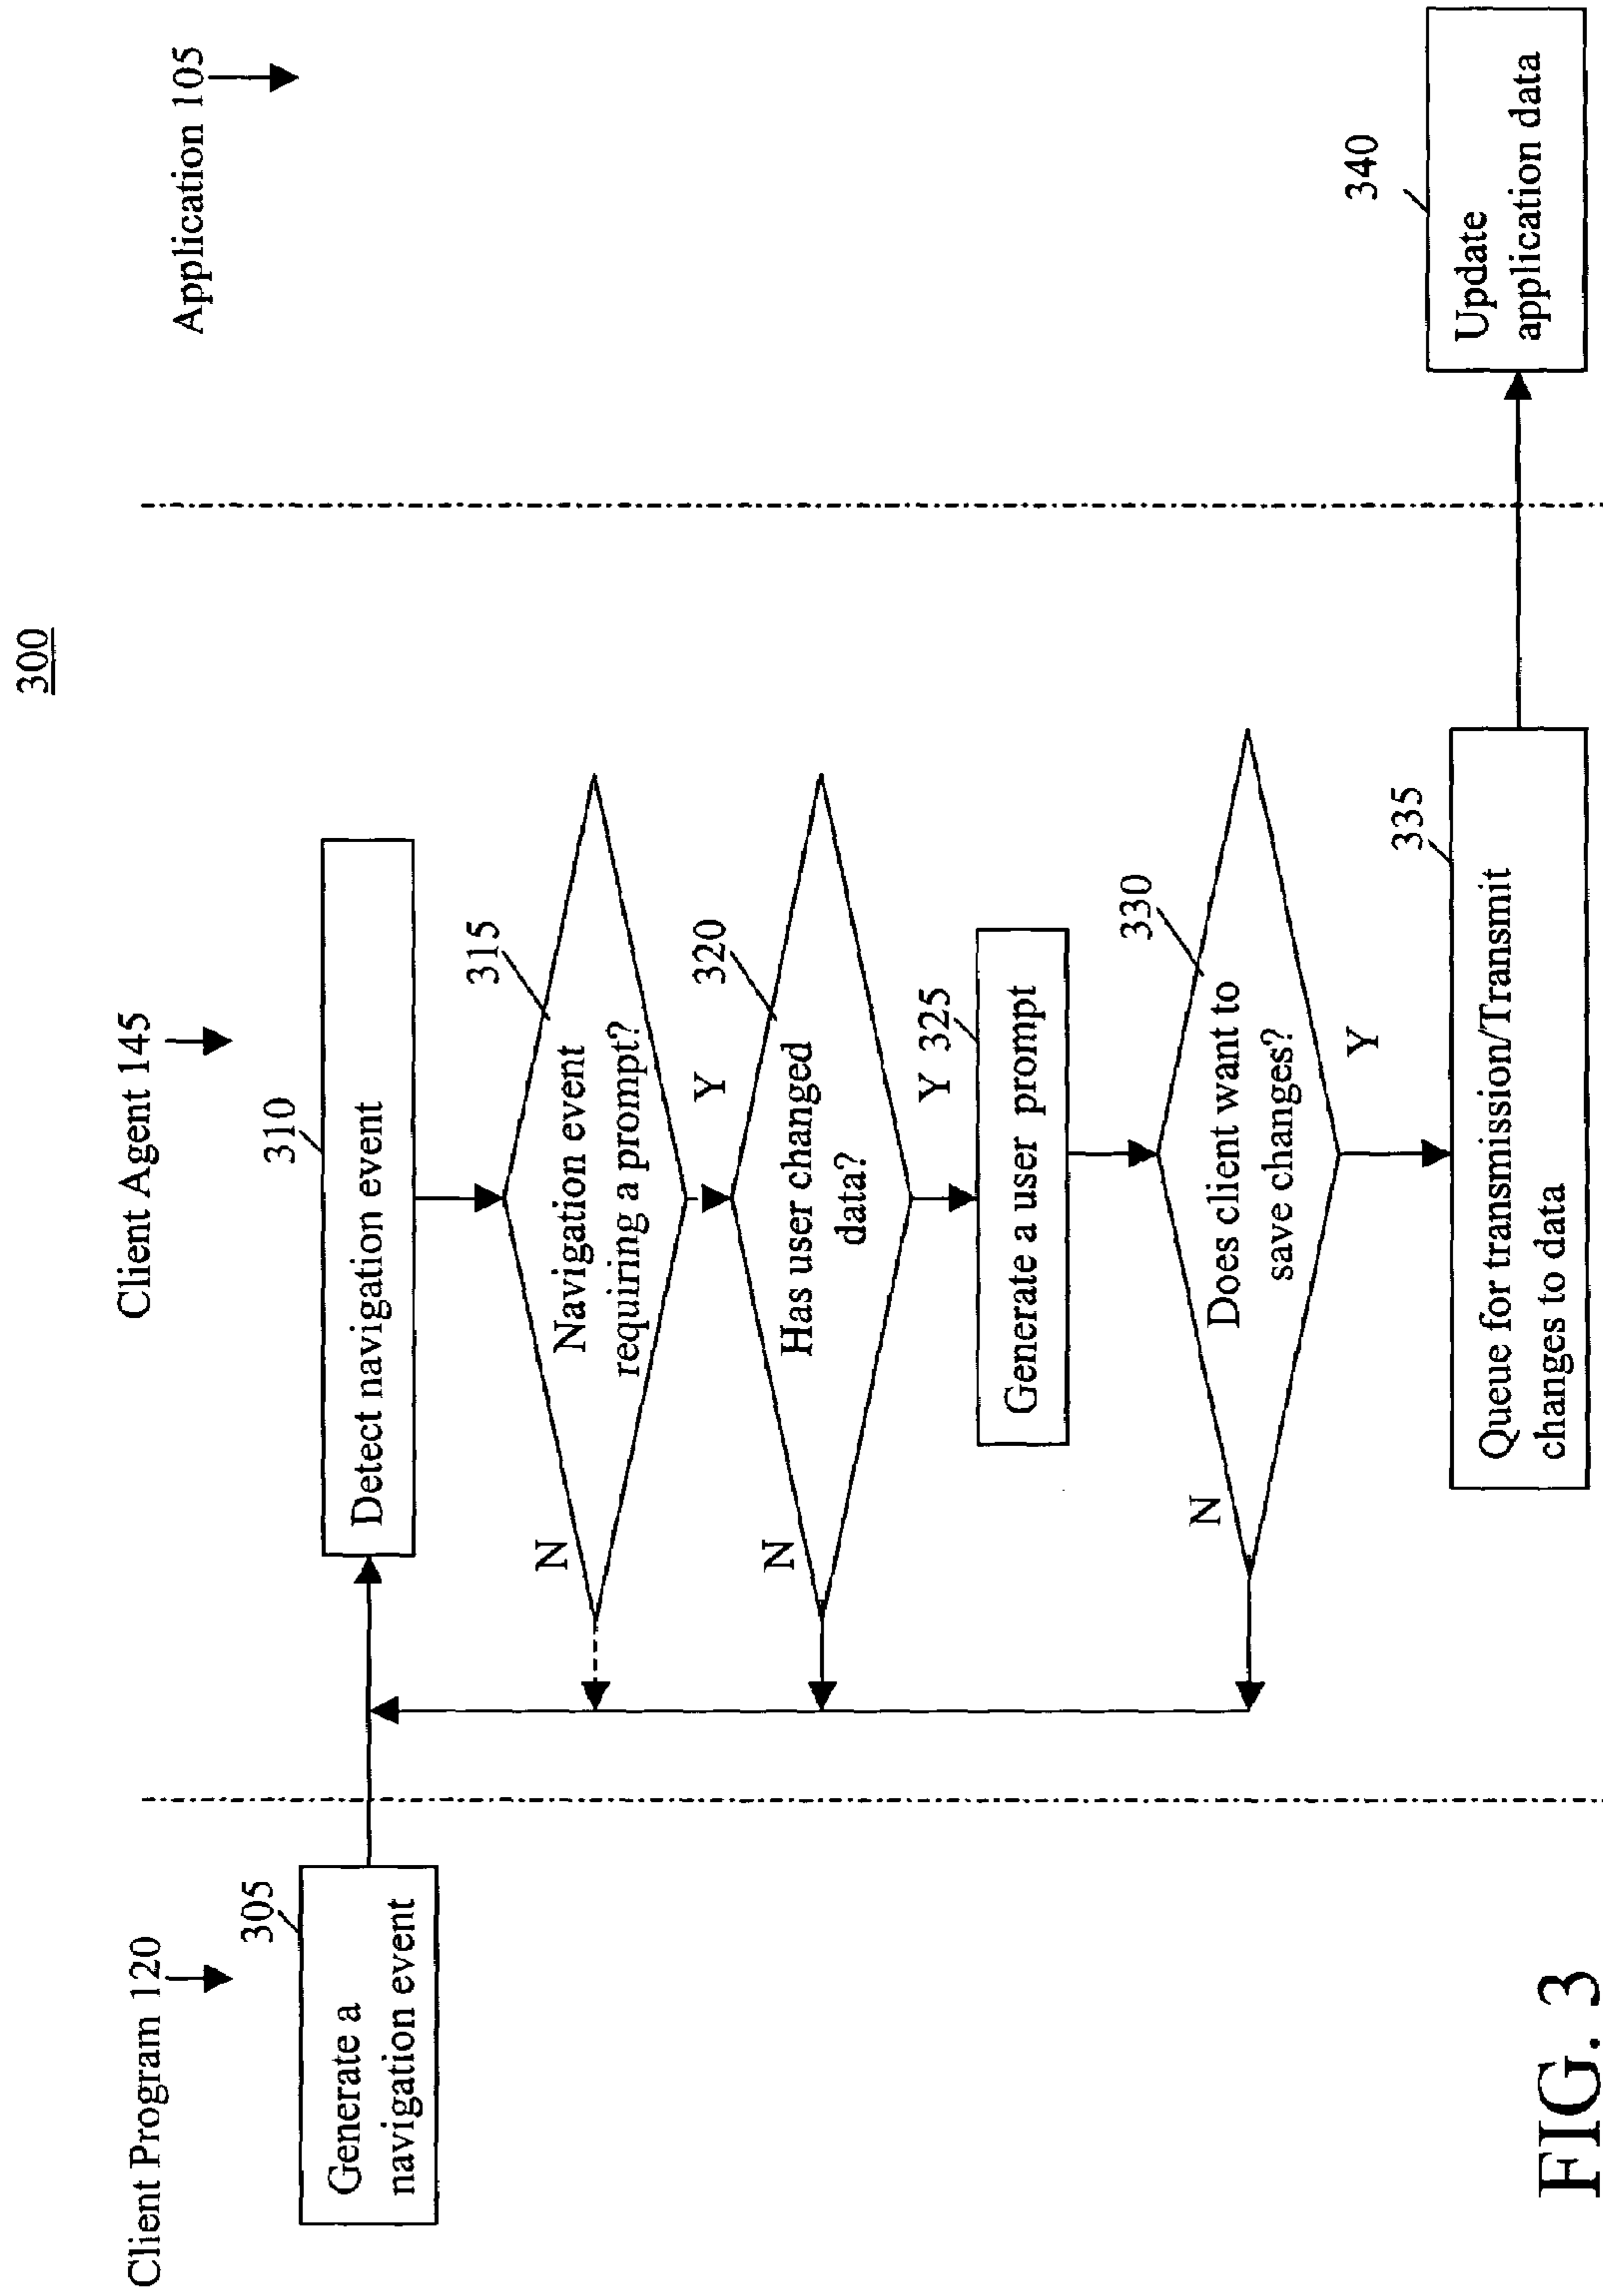 300
Client Program 120
Client Agent 145
Application 105
305
Generate a
navigation event
310
Detect navigation event
315
Navigation event
requiring a prompt?
N
Y
320
Has user changed
data?
N
Y
325
Generate a user prompt
330
Does client want to
save changes?
N
Y
335
Queue for transmission/Transmit
changes to data
340
Update
application data
FIG. 3